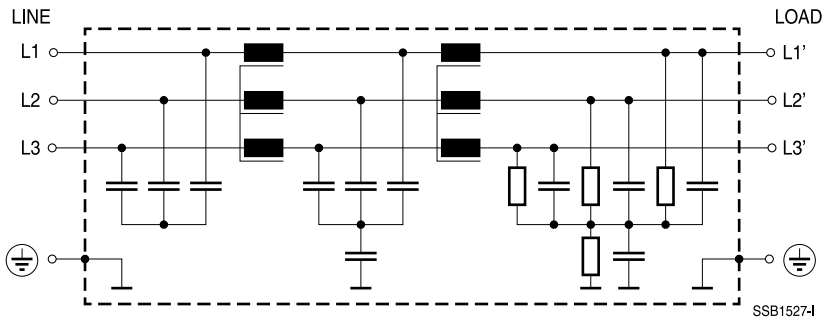 LINE LOAD
L1 L1'
L2 L2'
L3 L3'
SSB1527-I